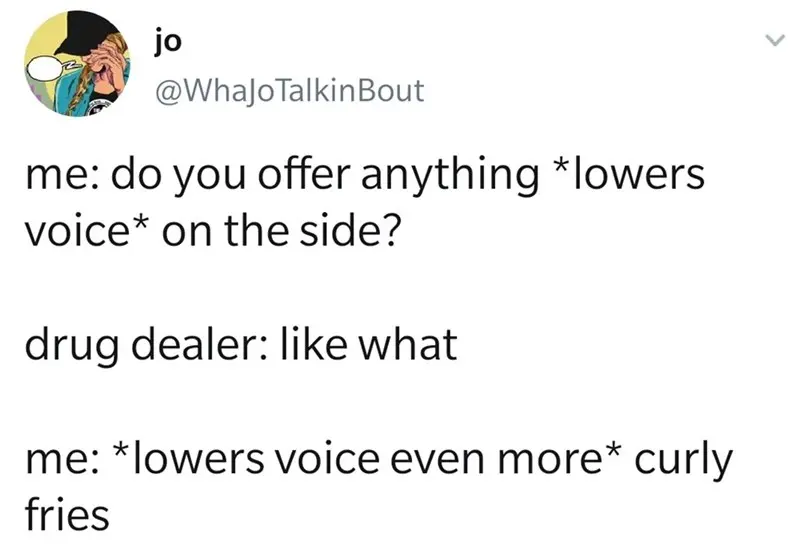 jo
@WhaJoTalkinBout
me: do you offer anything *lowers
voice* on the side?
drug dealer: like what
me: *lowers voice even more* curly
fries